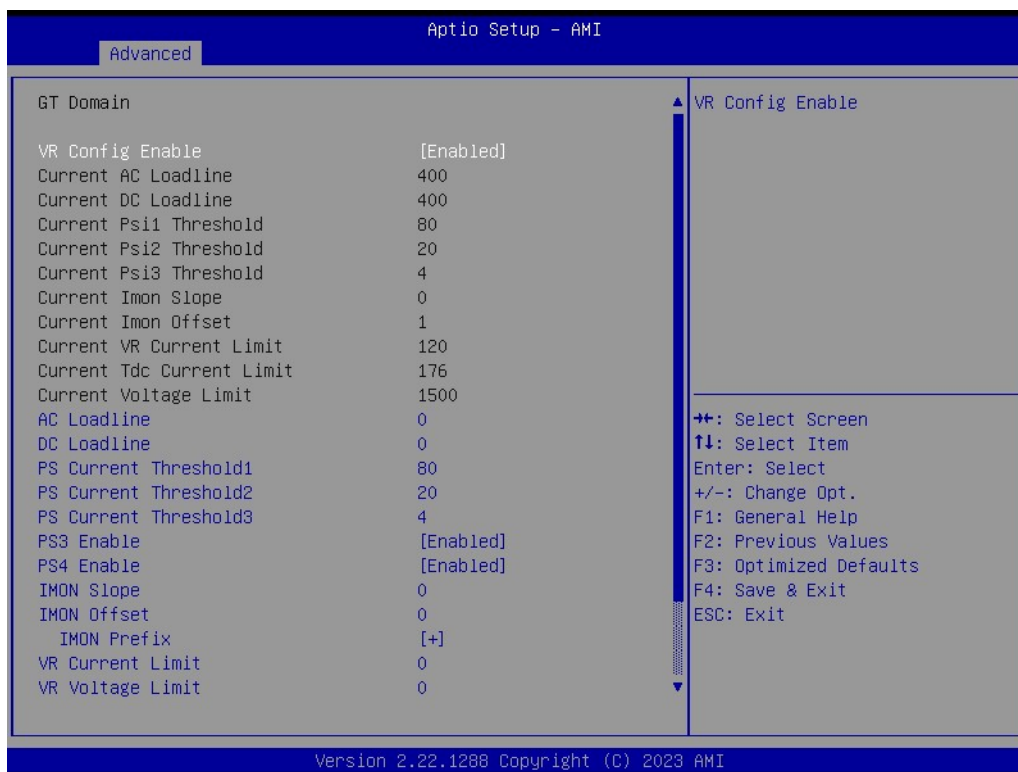 Aptio Setup – AMI
Advanced
GT Domain
VR Config Enable [Enabled]
Current AC Loadline 400
Current DC Loadline 400
Current Psi1 Threshold 80
Current Psi2 Threshold 20
Current Psi3 Threshold 4
Current Imon Slope 0
Current Imon Offset 1
Current VR Current Limit 120
Current Tdc Current Limit 176
Current Voltage Limit 1500
AC Loadline 0
DC Loadline 0
PS Current Threshold1 80
PS Current Threshold2 20
PS Current Threshold3 4
PS3 Enable [Enabled]
PS4 Enable [Enabled]
IMON Slope 0
IMON Offset 0
IMON Prefix [+]
VR Current Limit 0
VR Voltage Limit 0
VR Config Enable
→←: Select Screen
↑↓: Select Item
Enter: Select
+/-: Change Opt.
F1: General Help
F2: Previous Values
F3: Optimized Defaults
F4: Save & Exit
ESC: Exit
Version 2.22.1288 Copyright (C) 2023 AMI